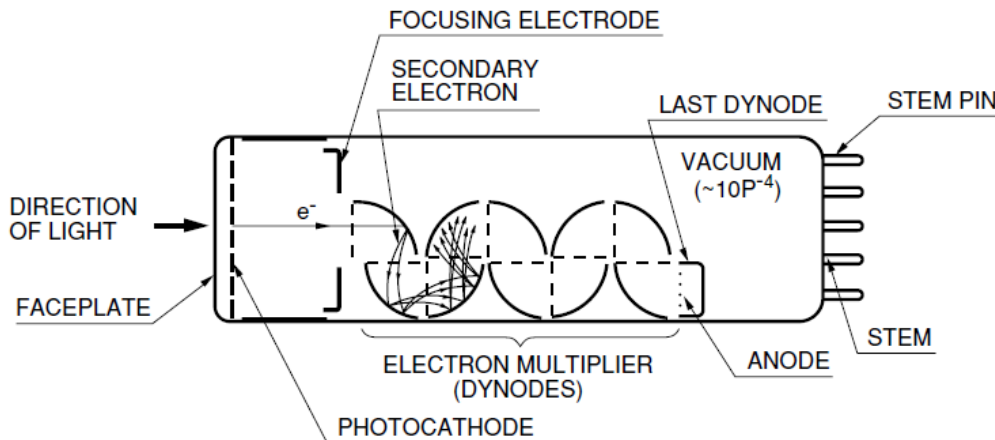 FOCUSING ELECTRODE
SECONDARY
ELECTRON
LAST DYNODE
STEM PIN
VACUUM
(~10P⁻⁴)
DIRECTION
OF LIGHT
e⁻
FACEPLATE
STEM
ELECTRON MULTIPLIER
(DYNODES)
ANODE
PHOTOCATHODE